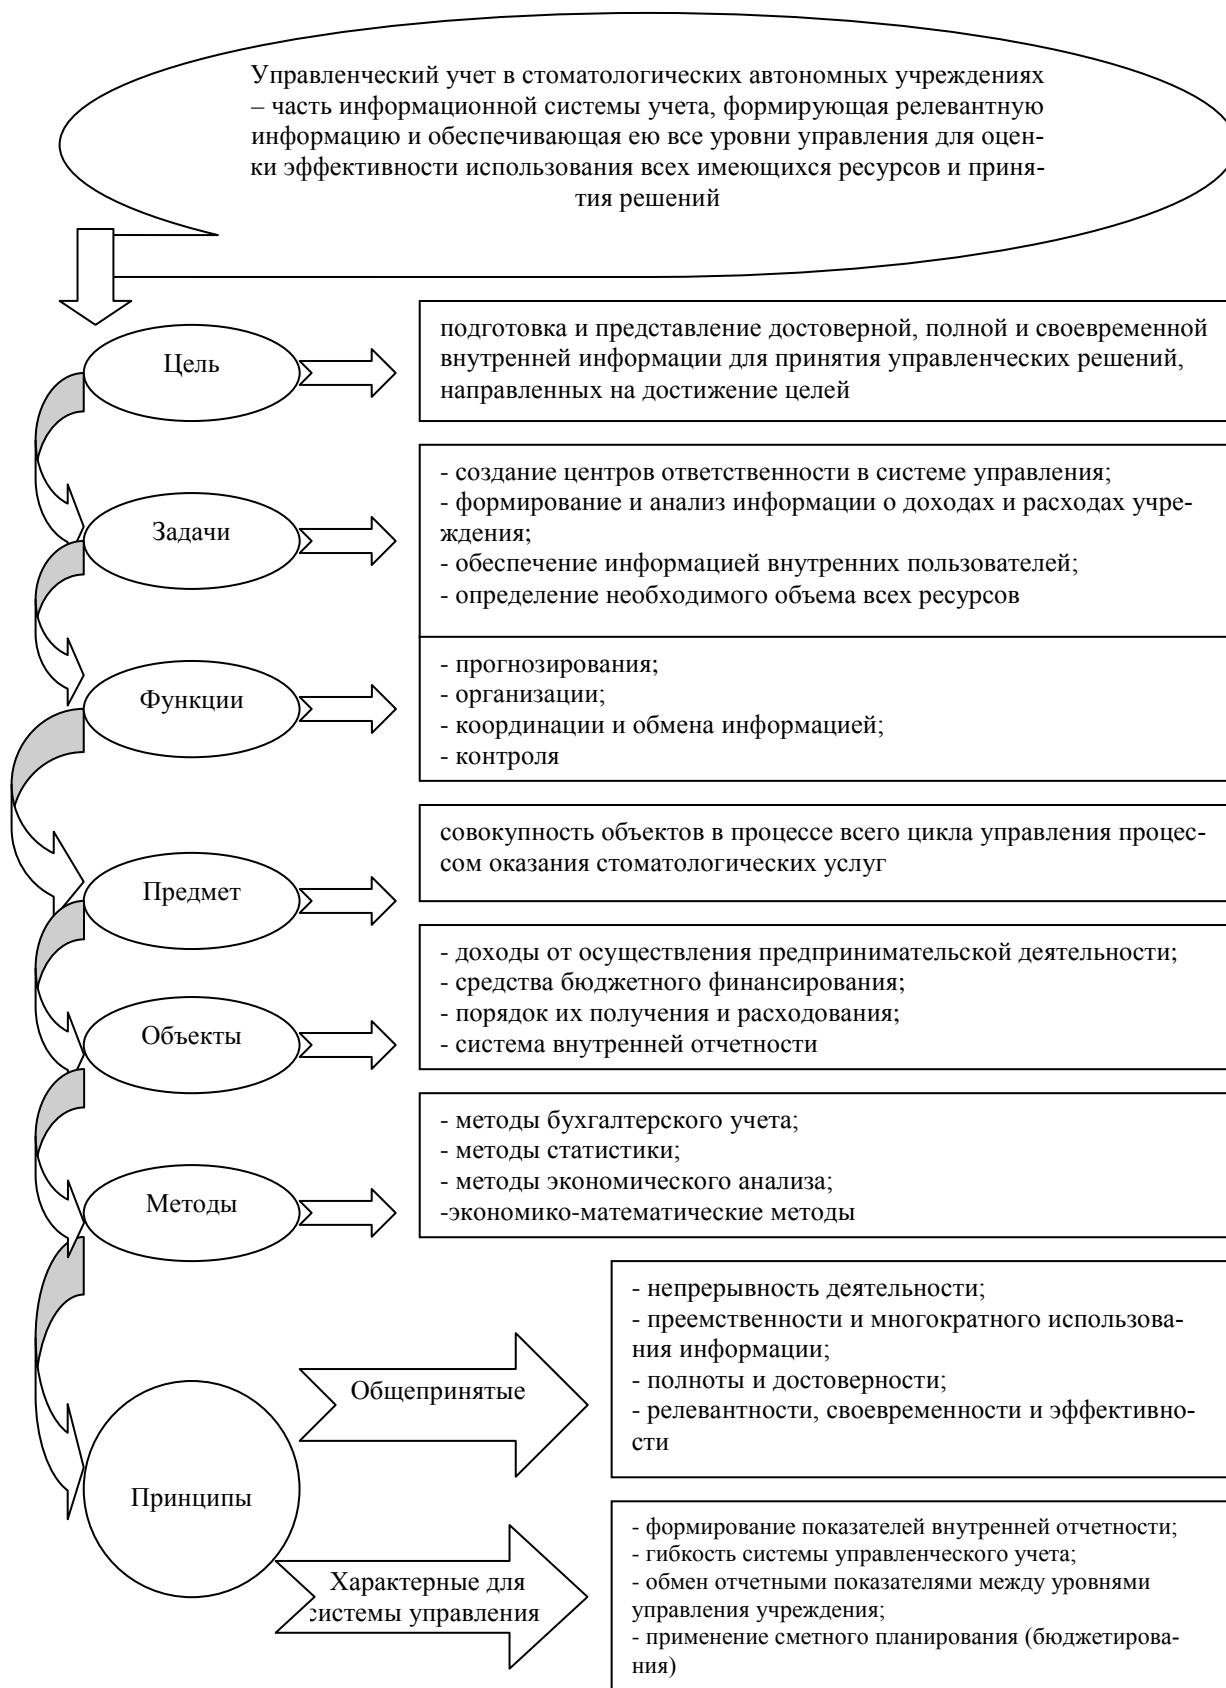 Управленческий учет в стоматологических автономных учреждениях
– часть информационной системы учета, формирующая релевантную
информацию и обеспечивающая ею все уровни управления для оцен-
ки эффективности использования всех имеющихся ресурсов и приня-
тия решений
Цель
подготовка и представление достоверной, полной и своевременной
внутренней информации для принятия управленческих решений,
направленных на достижение целей
Задачи
- создание центров ответственности в системе управления;
- формирование и анализ информации о доходах и расходах учре-
ждения;
- обеспечение информацией внутренних пользователей;
- определение необходимого объема всех ресурсов
Функции
- прогнозирования;
- организации;
- координации и обмена информацией;
- контроля
Предмет
совокупность объектов в процессе всего цикла управления процес-
сом оказания стоматологических услуг
Объекты
- доходы от осуществления предпринимательской деятельности;
- средства бюджетного финансирования;
- порядок их получения и расходования;
- система внутренней отчетности
Методы
- методы бухгалтерского учета;
- методы статистики;
- методы экономического анализа;
-экономико-математические методы
Принципы
Общепринятые
- непрерывность деятельности;
- преемственности и многократного использова-
ния информации;
- полноты и достоверности;
- релевантности, своевременности и эффективно-
сти
Характерные для
системы управления
- формирование показателей внутренней отчетности;
- гибкость системы управленческого учета;
- обмен отчетными показателями между уровнями
управления учреждения;
- применение сметного планирования (бюджетирова-
ния)